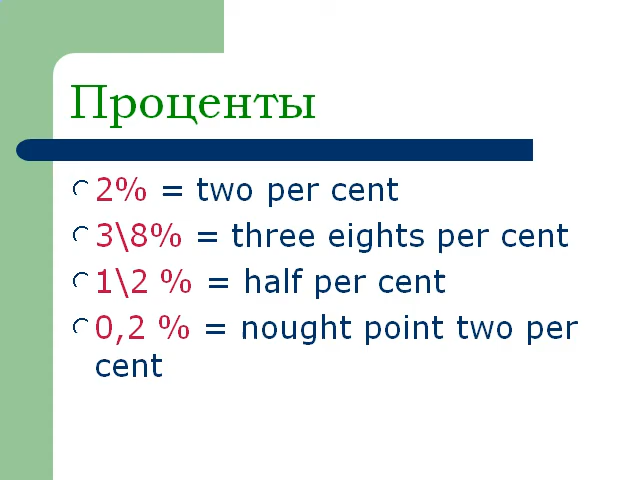 Проценты
2% = two per cent
3\8% = three eights per cent
1\2 % = half per cent
0,2 % = nought point two per
cent